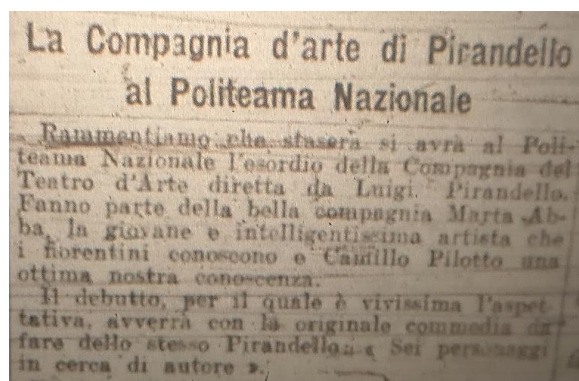 La Compagnia d'arte di Pirandello
al Politeama Nazionale
Rammentiamo che stasera si avrà al Poli-
teama Nazionale l'esordio della Compagnia del
Teatro d'Arte diretta da Luigi. Pirandello.
Fanno parte della bella compagnia Marta Ab-
ba, la giovane e intelligentissima artista che
i fiorentini conoscono e Camillo Pilotto una
ottima nostra conoscenza.
Il debutto, per il quale è vivissima l'aspet
tativa, avverrà con la originale commedia da
fare dello stesso Pirandello: « Sei personaggi
in cerca di autore ».